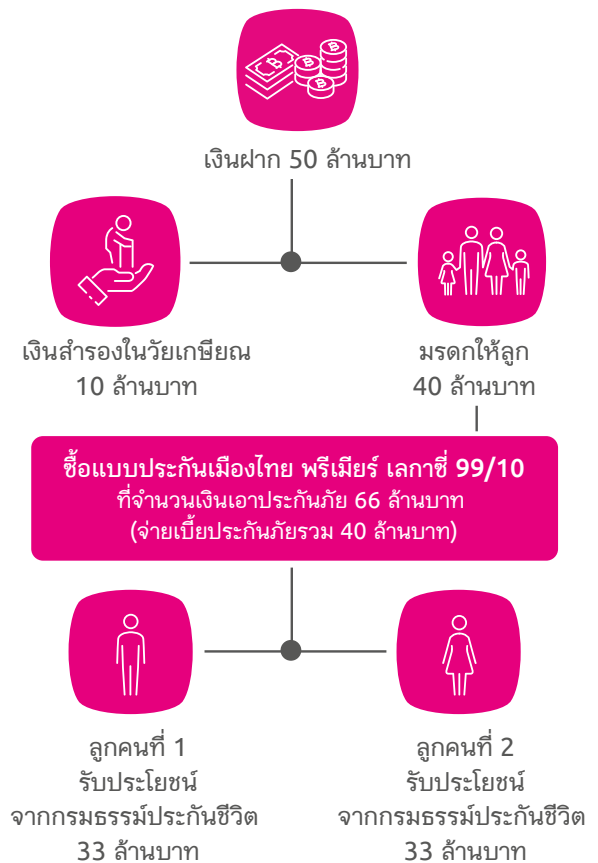 เงินฝาก 50 ล้านบาท
เงินสำรองในวัยเกษียณ
10 ล้านบาท
มรดกให้ลูก
40 ล้านบาท
ซื้อแบบประกันเมืองไทย พรีเมียร์ เลกาซี่ 99/10
ที่จำนวนเงินเอาประกันภัย 66 ล้านบาท
(จ่ายเบี้ยประกันภัยรวม 40 ล้านบาท)
ลูกคนที่ 1
รับประโยชน์
จากกรมธรรม์ประกันชีวิต
33 ล้านบาท
ลูกคนที่ 2
รับประโยชน์
จากกรมธรรม์ประกันชีวิต
33 ล้านบาท